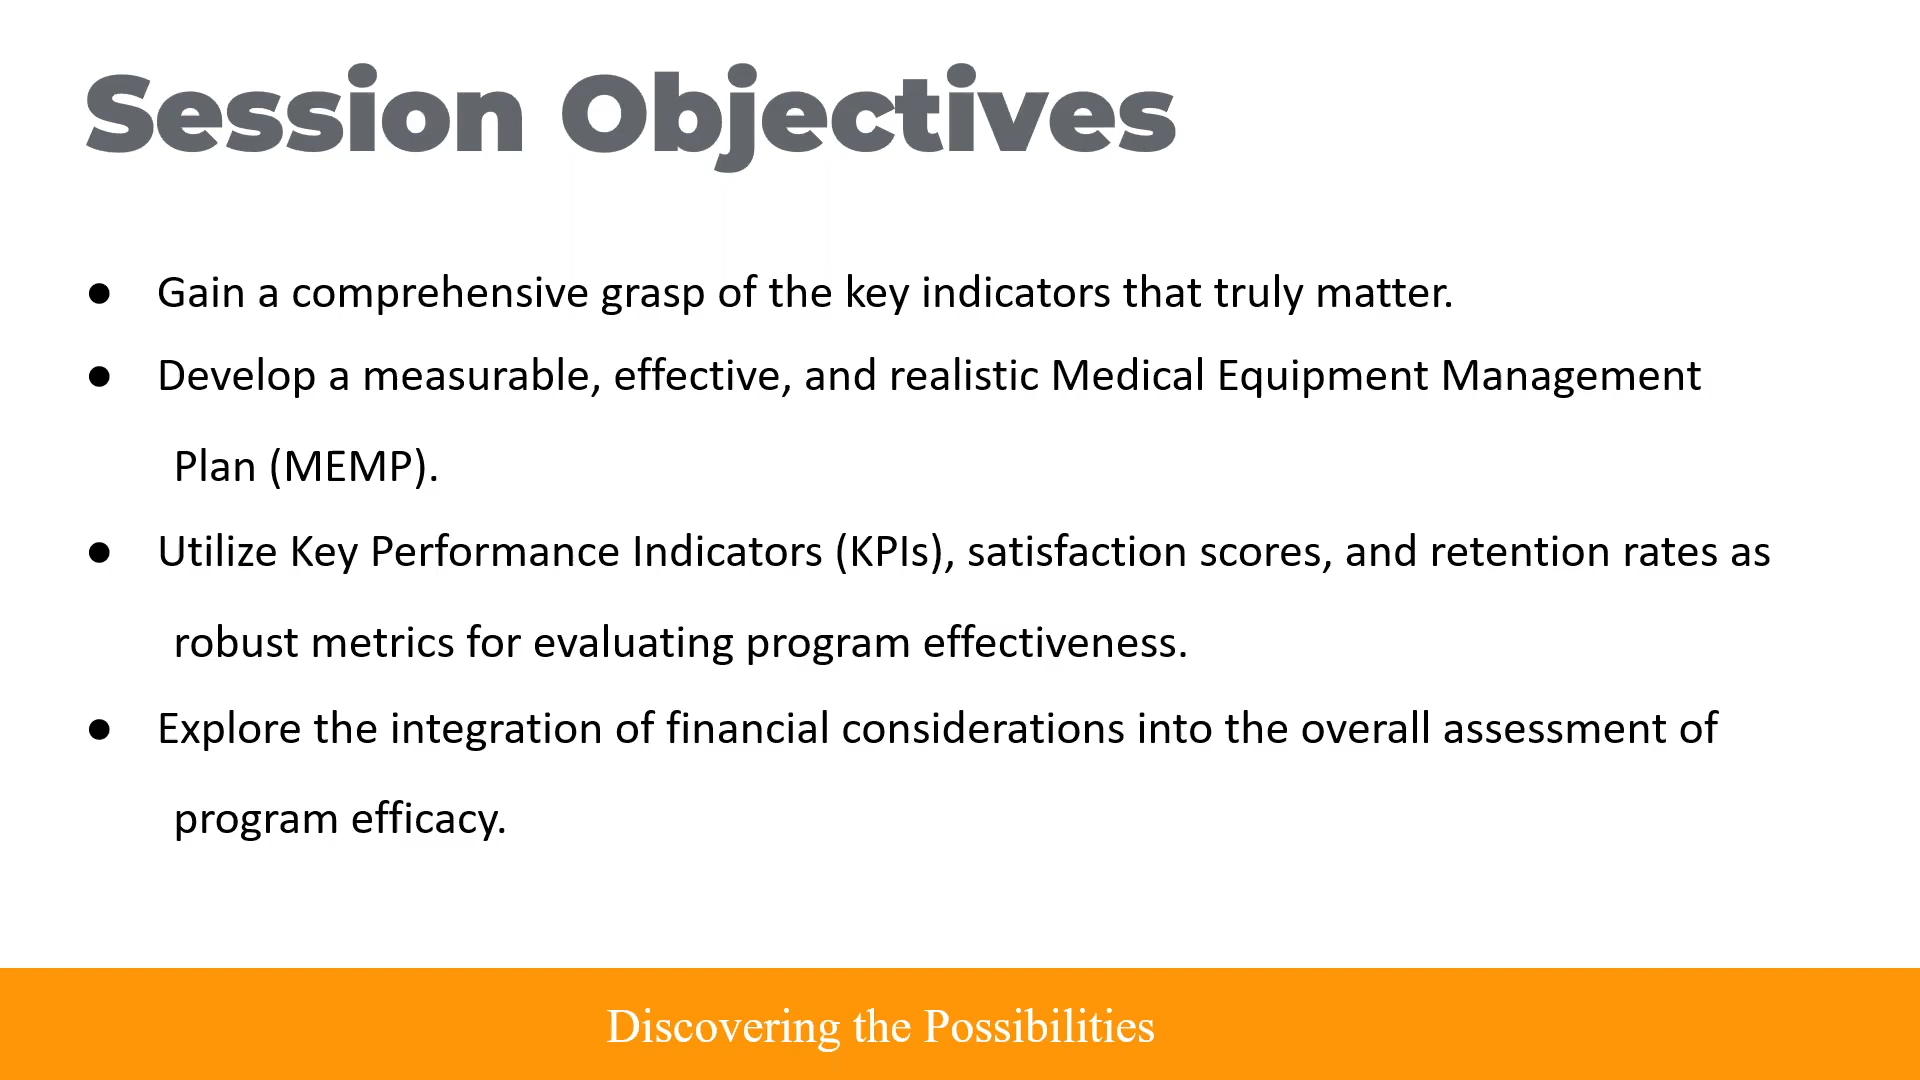 Session Objectives
● Gain a comprehensive grasp of the key indicators that truly matter.
● Develop a measurable, effective, and realistic Medical Equipment Management
Plan (MEMP).
● Utilize Key Performance Indicators (KPIs), satisfaction scores, and retention rates as
robust metrics for evaluating program effectiveness.
● Explore the integration of financial considerations into the overall assessment of
program efficacy.
Discovering the Possibilities